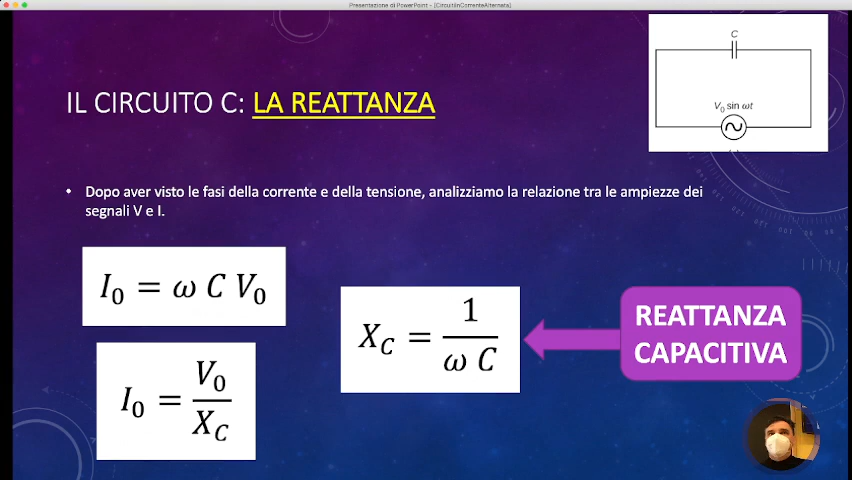 Presentazione di PowerPoint - [CircuitiInCorrenteAlternata]
C
V₀ sin ωt
IL CIRCUITO C: LA REATTANZA
• Dopo aver visto le fasi della corrente e della tensione, analizziamo la relazione tra le ampiezze dei
segnali V e I.
I₀ = ω C V₀
X_C = 1 / (ω C)
REATTANZA
CAPACITIVA
I₀ = V₀ / X_C